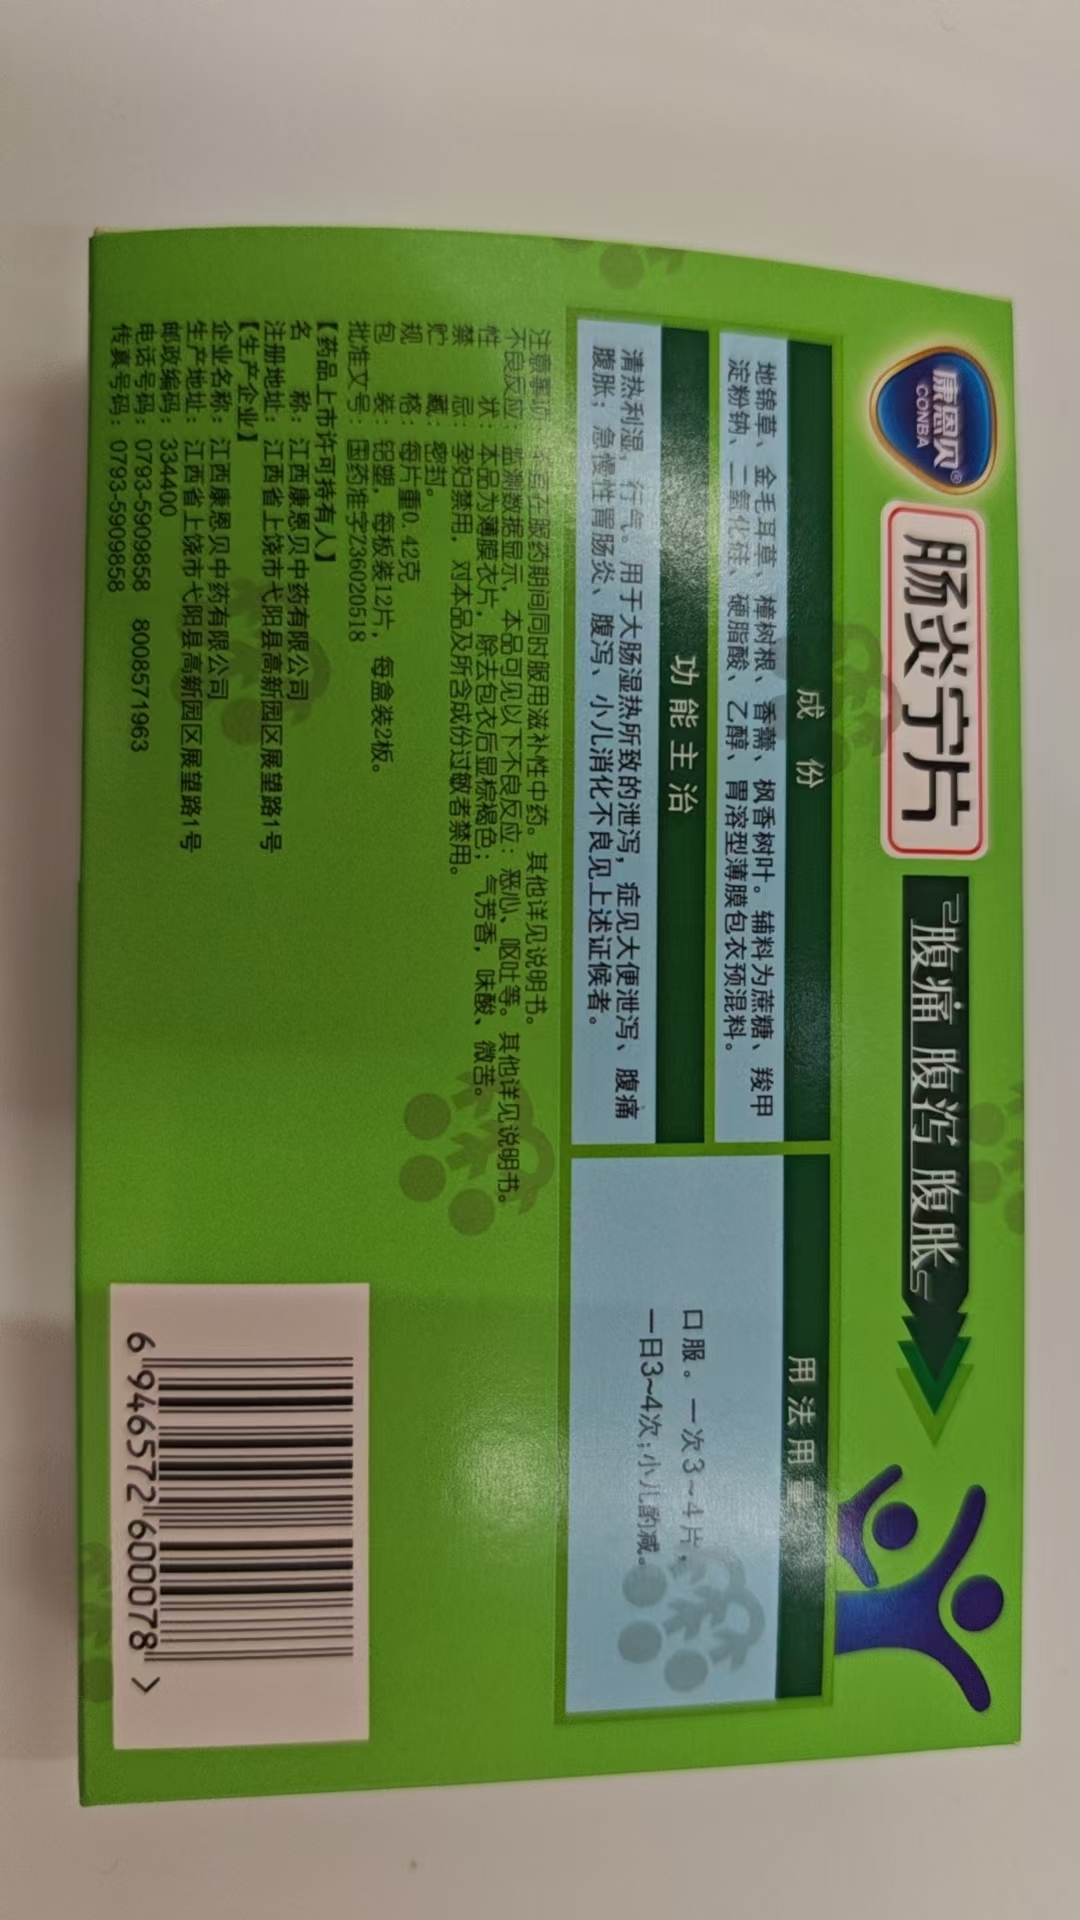 康恩贝®
CONBA
肠炎宁片
『腹痛 腹泻 腹胀』
成份
地锦草、金毛耳草、樟树根、香薷、枫香树叶。辅料为蔗糖、羧甲
淀粉钠、二氧化硅、硬脂酸、乙醇、胃溶型薄膜包衣预混料。
功能主治
清热利湿，行气。用于大肠湿热所致的泄泻，症见大便泄泻、腹痛
腹胀；急慢性胃肠炎、腹泻、小儿消化不良见上述证候者。
用法用量
口服。一次3~4片，
一日3~4次;小儿酌减。
注意事项：不宜在服药期间同时服用滋补性中药。其他详见说明书。
不良反应：监测数据显示，本品可见以下不良反应：恶心、呕吐等。其他详见说明书。
性状：本品为薄膜衣片，除去包衣后显棕褐色；气芳香，味酸、微苦。
禁忌：孕妇禁用，对本品及所含成份过敏者禁用。
贮藏：密封。
规格：每片重0.42克
包装：铝塑，每板装12片，每盒装2板。
批准文号：国药准字Z36020518
【药品上市许可持有人】
名称：江西康恩贝中药有限公司
注册地址：江西省上饶市弋阳县高新园区展望路1号
【生产企业】
企业名称：江西康恩贝中药有限公司
生产地址：江西省上饶市弋阳县高新园区展望路1号
邮政编码：334400
电话号码：0793-5909858 8008571963
传真号码：0793-5909858
6 946572 600078 >